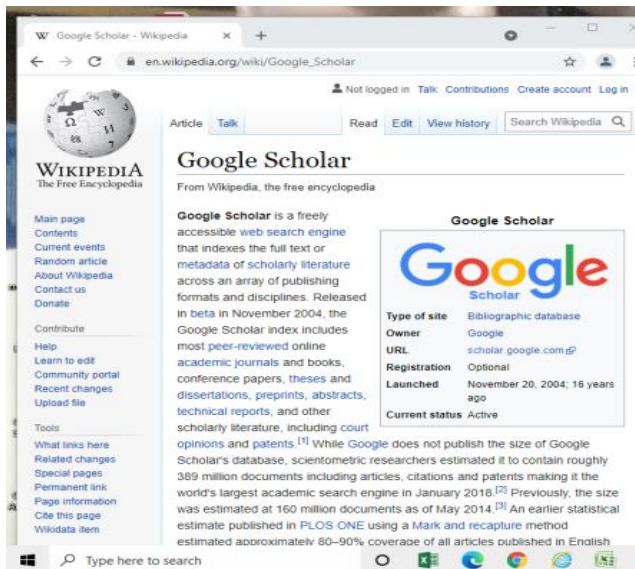 Google Scholar - Wikipedia
en.wikipedia.org/wiki/Google_Scholar
Not logged in Talk Contributions Create account Log in
WIKIPEDIA
The Free Encyclopedia
Article Talk Read Edit View history Search Wikipedia
Main page
Contents
Current events
Random article
About Wikipedia
Contact us
Donate
Contribute
Help
Learn to edit
Community portal
Recent changes
Upload file
Tools
What links here
Related changes
Special pages
Permanent link
Page information
Cite this page
Wikidata item
Google Scholar
From Wikipedia, the free encyclopedia
Google Scholar is a freely
accessible web search engine
that indexes the full text or
metadata of scholarly literature
across an array of publishing
formats and disciplines. Released
in beta in November 2004, the
Google Scholar index includes
most peer-reviewed online
academic journals and books,
conference papers, theses and
dissertations, preprints, abstracts,
technical reports, and other
scholarly literature, including court
opinions and patents.[1] While Google does not publish the size of Google
Scholar's database, scientometric researchers estimated it to contain roughly
389 million documents including articles, citations and patents making it the
world's largest academic search engine in January 2018.[2] Previously, the size
was estimated at 160 million documents as of May 2014.[3] An earlier statistical
estimate published in PLOS ONE using a Mark and recapture method
estimated approximately 80–90% coverage of all articles published in English
Google Scholar
Google
Scholar
Type of site Bibliographic database
Owner Google
URL scholar.google.com
Registration Optional
Launched November 20, 2004; 16 years
ago
Current status Active
Type here to search